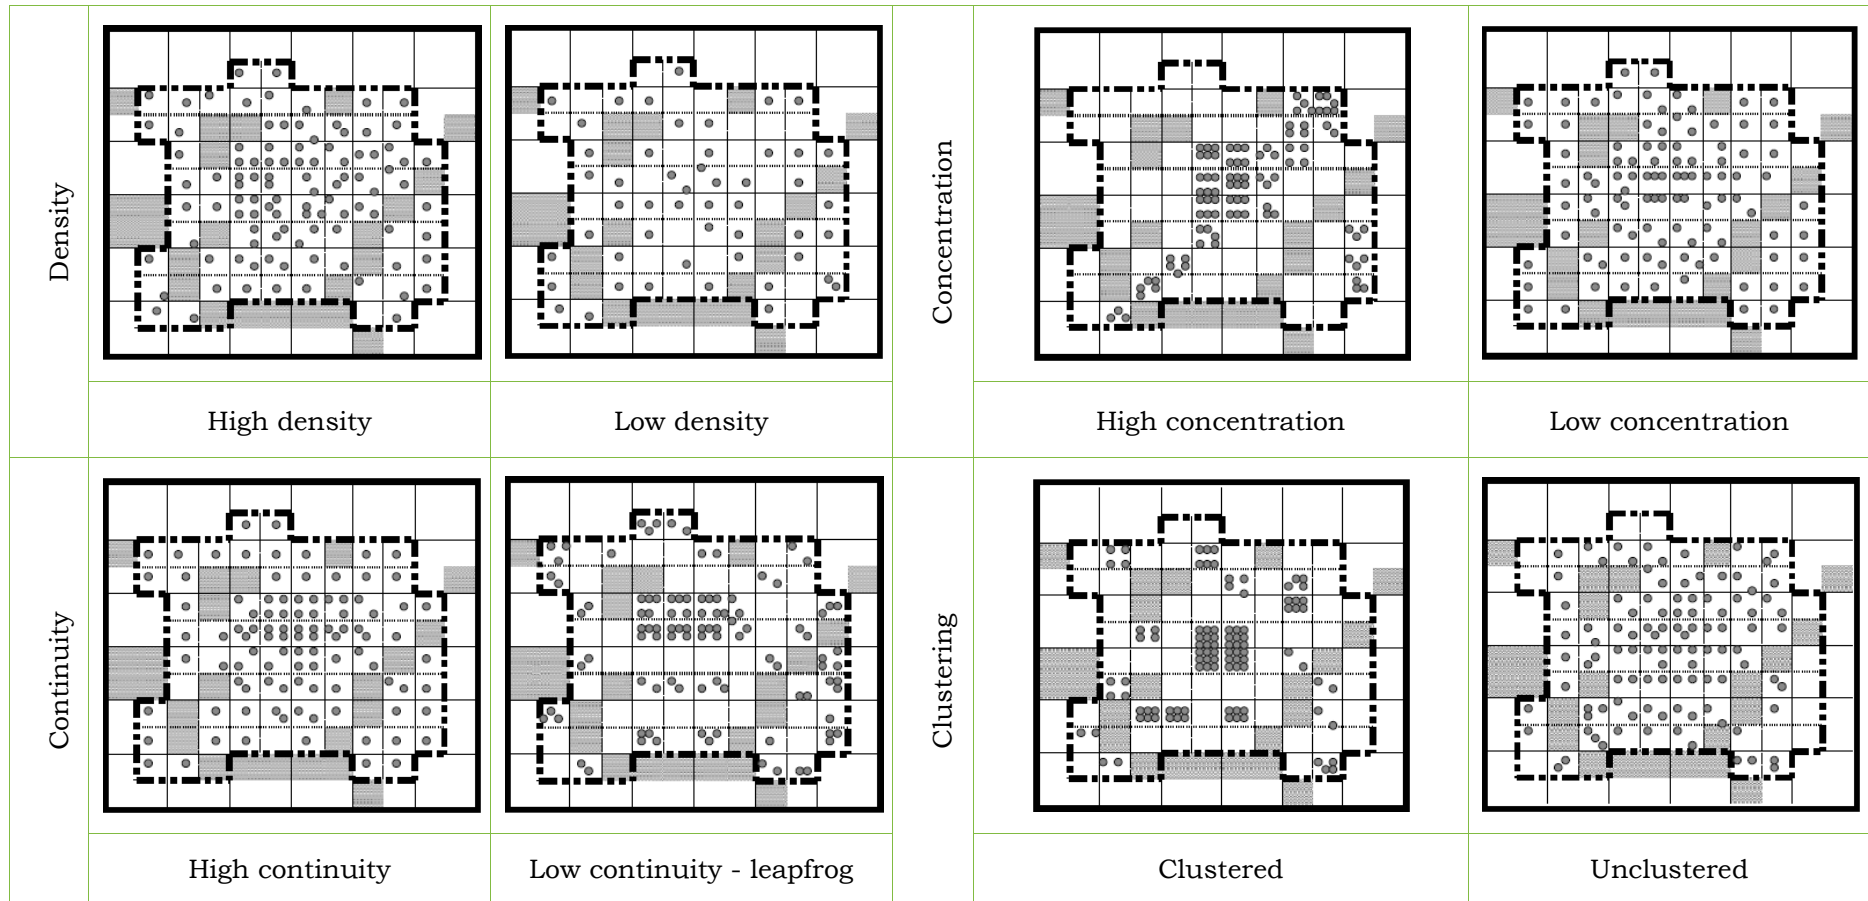 Density
Concentration
High density
Low density
High concentration
Low concentration
Continuity
Clustering
High continuity
Low continuity - leapfrog
Clustered
Unclustered